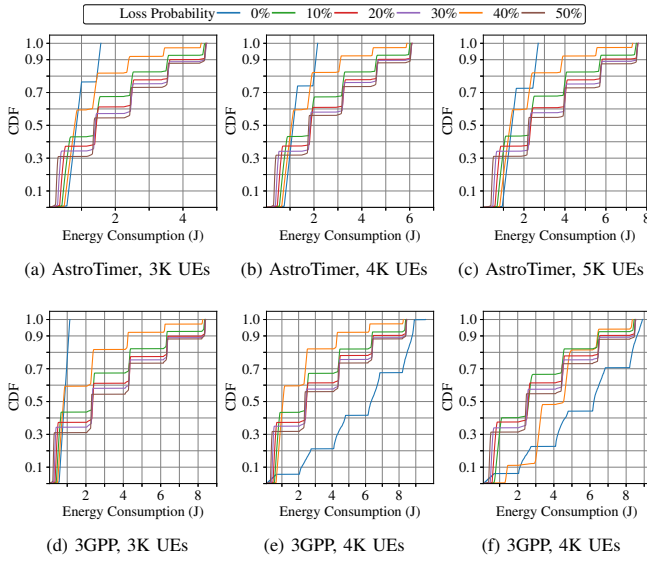 Loss Probability 0% 10% 20% 30% 40% 50%
1.0 1.0 1.0
0.9 0.9 0.9
0.7 0.7 0.7
CDF CDF CDF
0.5 0.5 0.5
0.3 0.3 0.3
0.1 0.1 0.1
2 4 2 4 6 2 4 6 8
Energy Consumption (J) Energy Consumption (J) Energy Consumption (J)
(a) AstroTimer, 3K UEs (b) AstroTimer, 4K UEs (c) AstroTimer, 5K UEs
1.0 1.0 1.0
0.9 0.9 0.9
0.7 0.7 0.7
CDF CDF CDF
0.5 0.5 0.5
0.3 0.3 0.3
0.1 0.1 0.1
2 4 6 8 2 4 6 8 2 4 6 8
Energy Consumption (J) Energy Consumption (J) Energy Consumption (J)
(d) 3GPP, 3K UEs (e) 3GPP, 4K UEs (f) 3GPP, 4K UEs